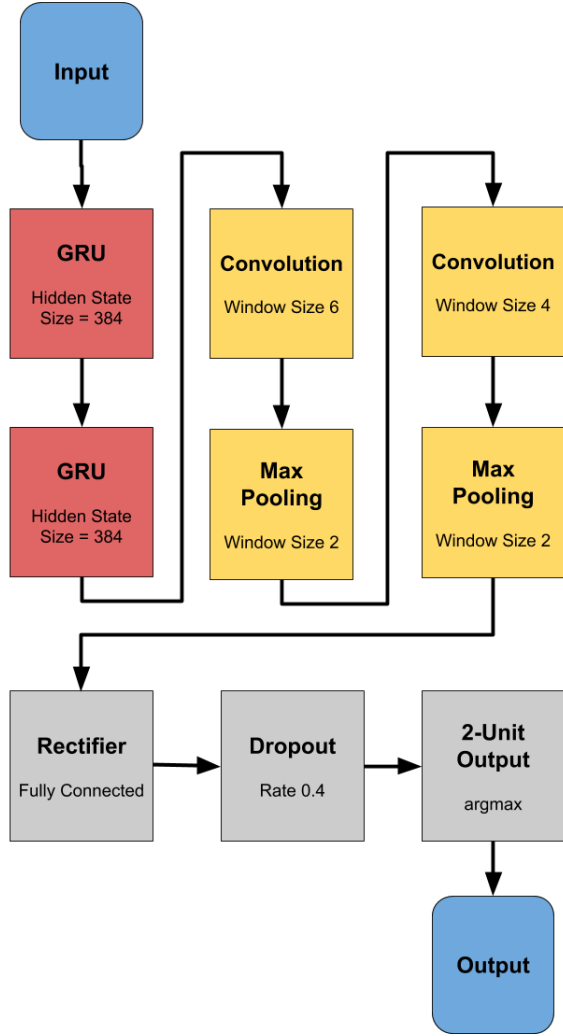 Input
GRU
Hidden State
Size = 384
GRU
Hidden State
Size = 384
Convolution
Window Size 6
Max
Pooling
Window Size 2
Convolution
Window Size 4
Max
Pooling
Window Size 2
Rectifier
Fully Connected
Dropout
Rate 0.4
2-Unit
Output
argmax
Output